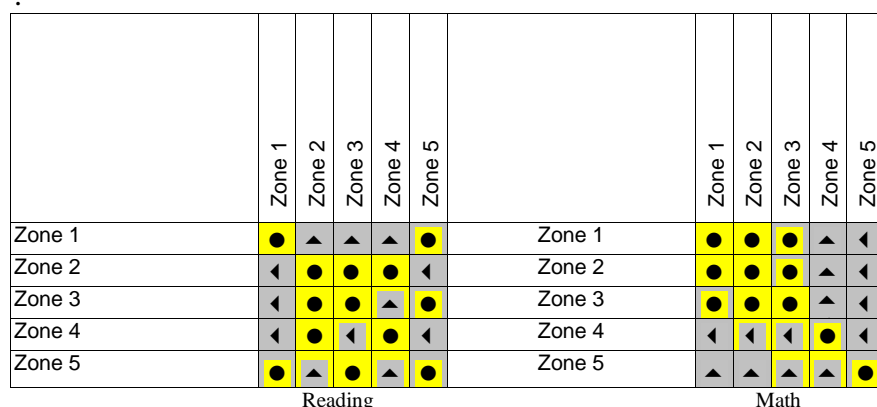 .
Zone 1 Zone 2 Zone 3 Zone 4 Zone 5 Zone 1 Zone 2 Zone 3 Zone 4 Zone 5
Zone 1 Zone 1
Zone 2 Zone 2
Zone 3 Zone 3
Zone 4 Zone 4
Zone 5 Zone 5
Reading Math